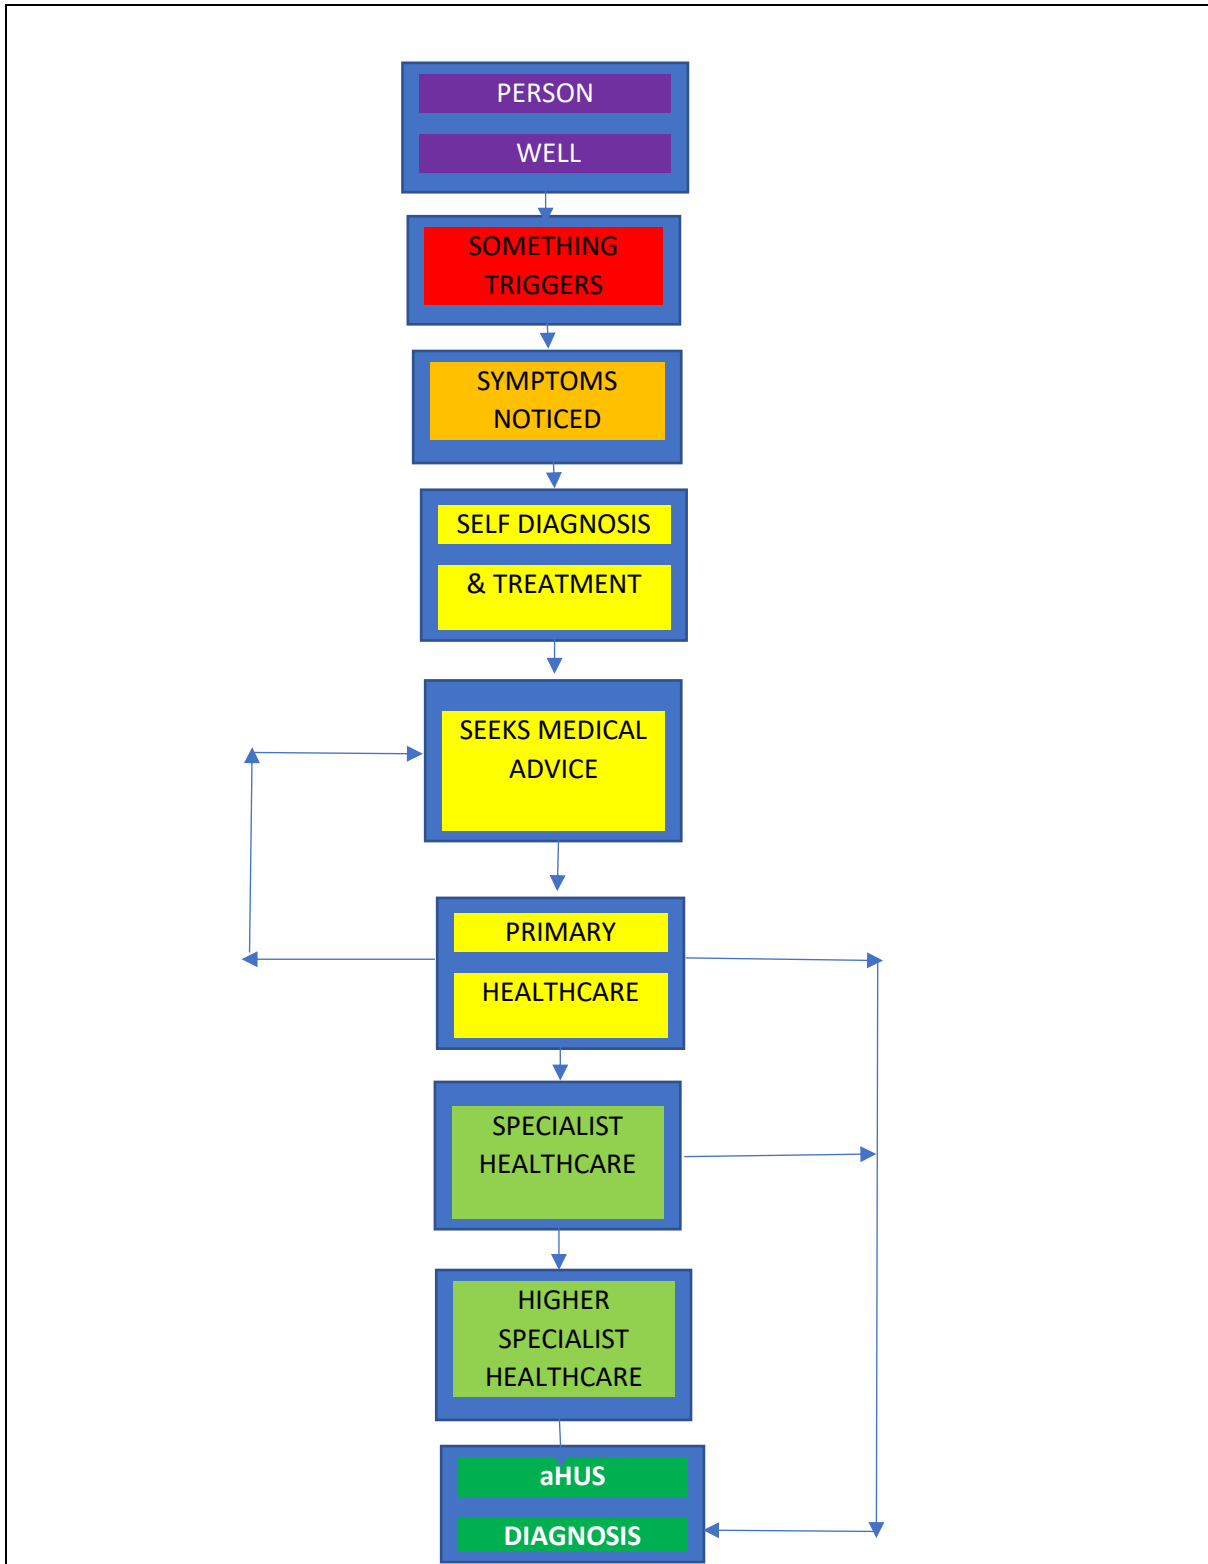 PERSON
WELL
SOMETHING
TRIGGERS
SYMPTOMS
NOTICED
SELF DIAGNOSIS
& TREATMENT
SEEKS MEDICAL
ADVICE
PRIMARY
HEALTHCARE
SPECIALIST
HEALTHCARE
HIGHER
SPECIALIST
HEALTHCARE
aHUS
DIAGNOSIS